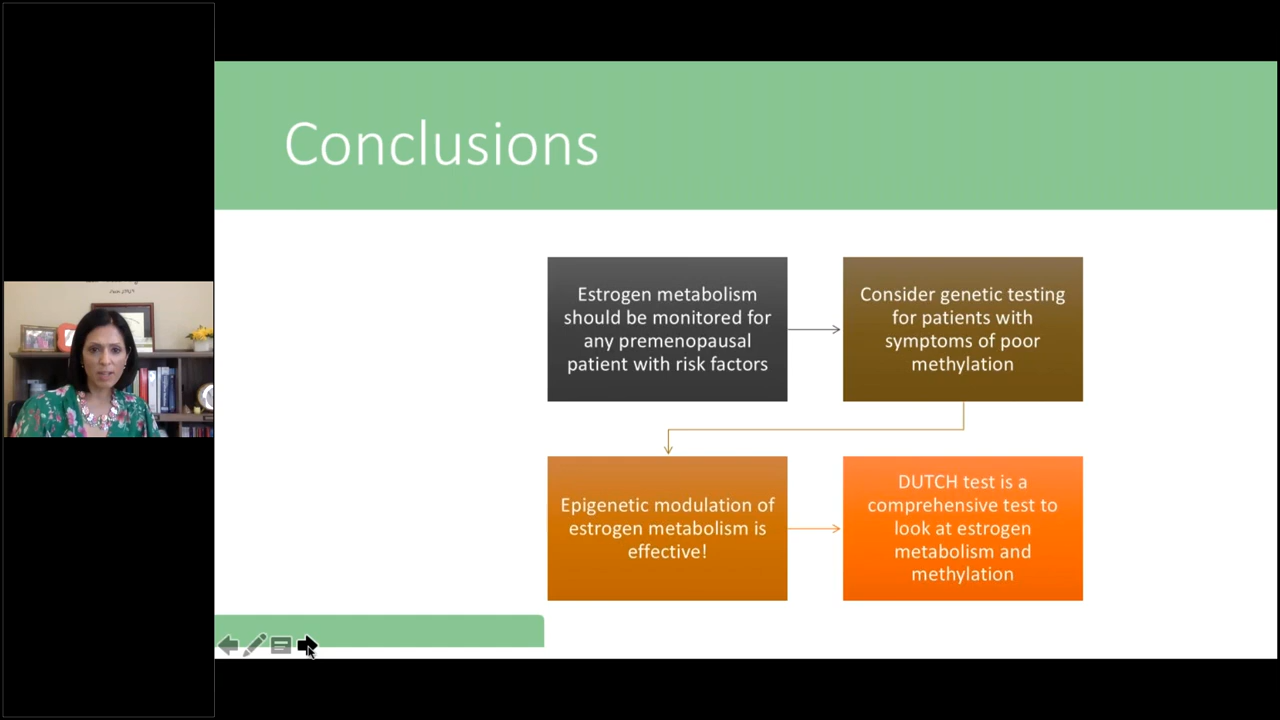 Conclusions
Estrogen metabolism
should be monitored for
any premenopausal
patient with risk factors
Consider genetic testing
for patients with
symptoms of poor
methylation
Epigenetic modulation of
estrogen metabolism is
effective!
DUTCH test is a
comprehensive test to
look at estrogen
metabolism and
methylation